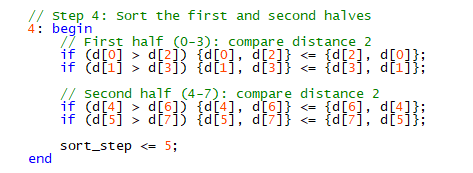 // Step 4: Sort the first and second halves
4: begin
// First half (0-3): compare distance 2
if (d[0] > d[2]) {d[0], d[2]} <= {d[2], d[0]};
if (d[1] > d[3]) {d[1], d[3]} <= {d[3], d[1]};
// Second half (4-7): compare distance 2
if (d[4] > d[6]) {d[4], d[6]} <= {d[6], d[4]};
if (d[5] > d[7]) {d[5], d[7]} <= {d[7], d[5]};
sort_step <= 5;
end